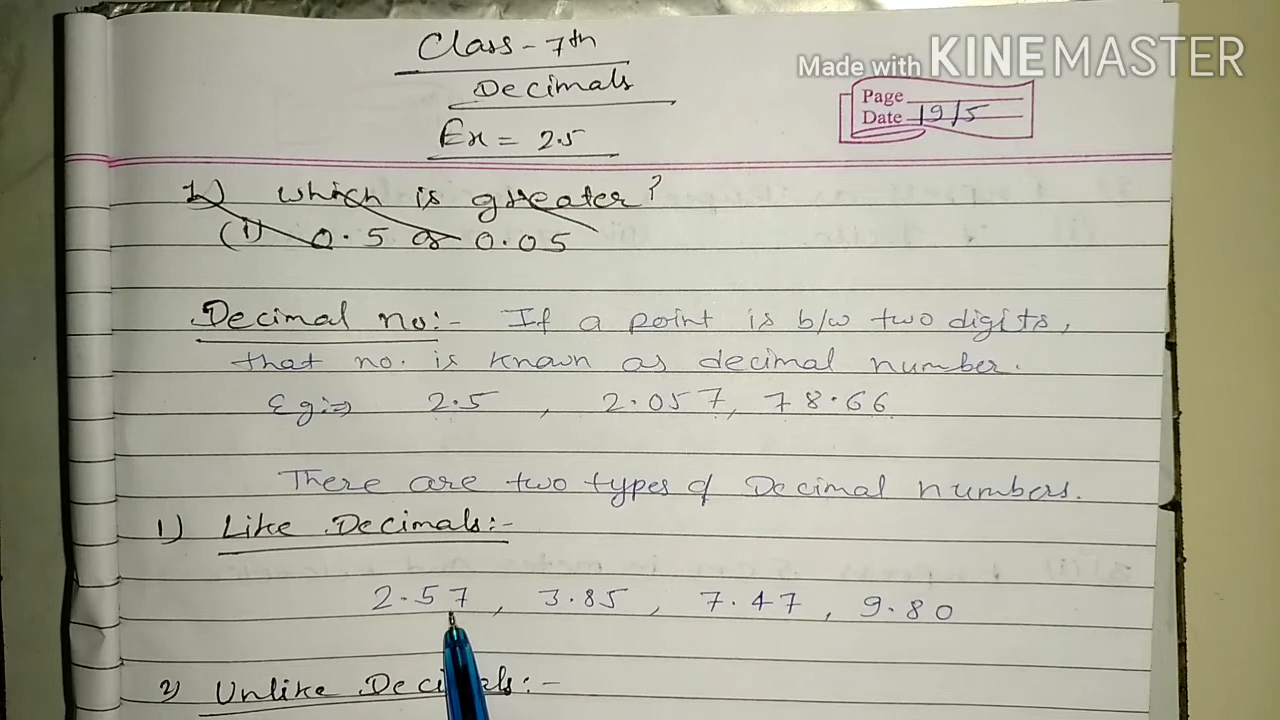 Class - 7th
Made with KINEMASTER
Decimals
Page
Date 19/5
Ex = 2.5
1) which is greater?
(i) 0.5 or 0.05
Decimal no:- If a point is b/w two digits,
that no. is known as decimal number.
Eg:⇒ 2.5 , 2.057, 78.66
There are two types of Decimal numbers.
1) Like Decimals:-
2.57 , 3.85 , 7.47 , 9.80
2) Unlike Decimals:-